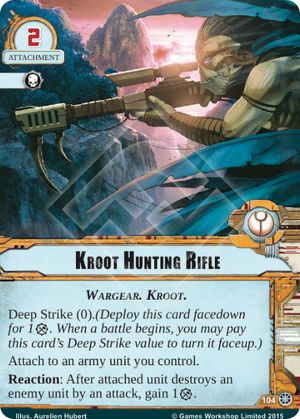 2
ATTACHMENT
Kroot Hunting Rifle
Wargear. Kroot.
Deep Strike (0).(Deploy this card facedown
for 1. When a battle begins, you may pay
this card's Deep Strike value to turn it faceup.)
Attach to an army unit you control.
Reaction: After attached unit destroys an
enemy unit by an attack, gain 1.
104
Illus. Aurelien Hubert
© Games Workshop Limited 2015